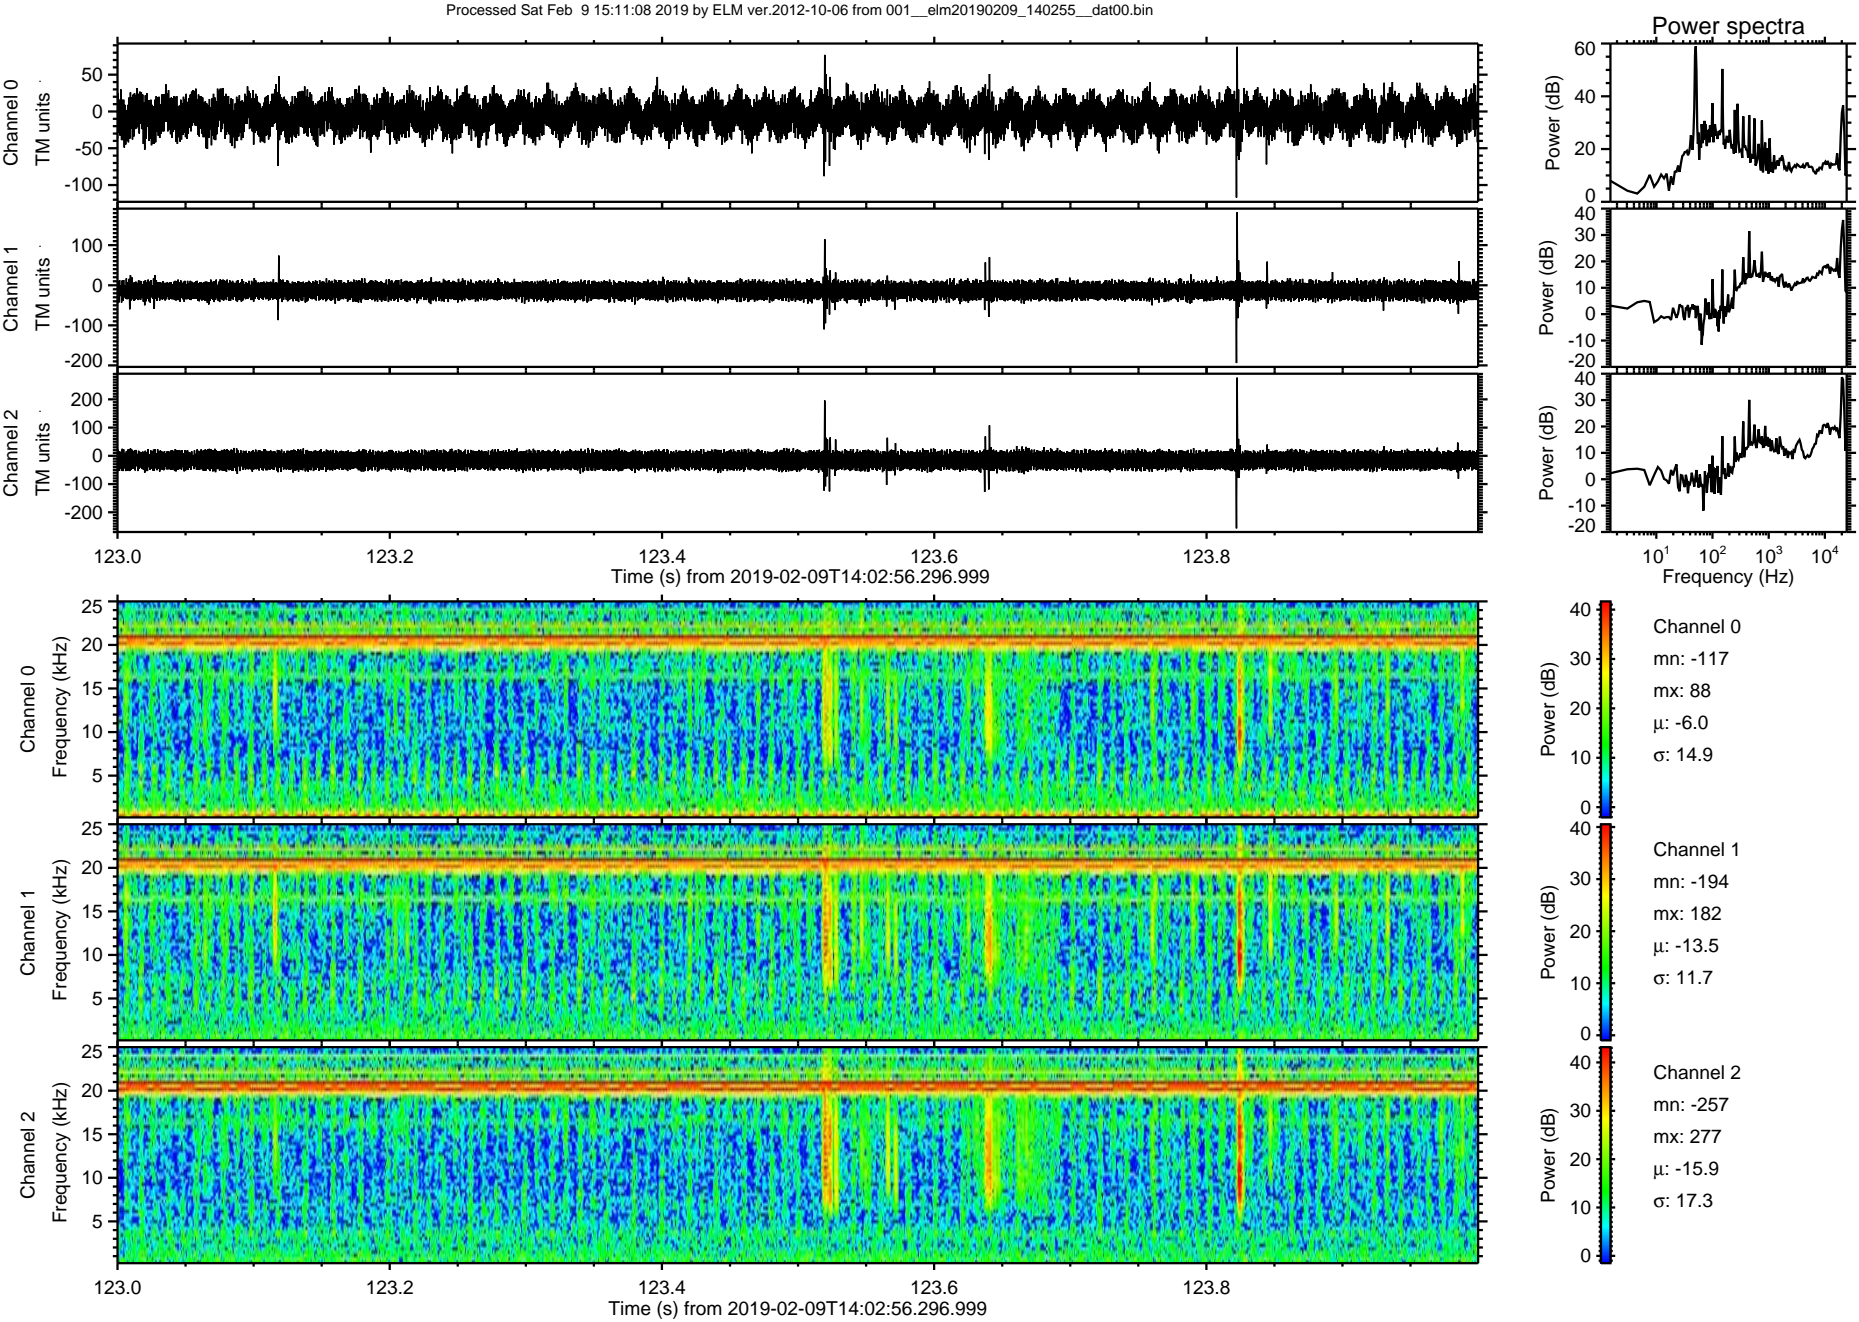 Processed Sat Feb  9 15:11:08 2019 by ELM ver.2012-10-06 from 001__elm20190209_140255__dat00.bin
Power spectra
Channel 0
TM units
50
0
-50
-100
Power (dB)
60
40
20
0
Channel 1
TM units
100
0
-100
-200
Power (dB)
40
30
20
10
0
-10
-20
Channel 2
TM units
200
100
0
-100
-200
Power (dB)
40
30
20
10
0
-10
-20
123.0 123.2 123.4 123.6 123.8
Time (s) from 2019-02-09T14:02:56.296.999
10^1 10^2 10^3 10^4
Frequency (Hz)
Channel 0
Frequency (kHz)
25
20
15
10
5
Power (dB)
40
30
20
10
0
Channel 0
mn: -117
mx: 88
μ: -6.0
σ: 14.9
Channel 1
Frequency (kHz)
25
20
15
10
5
Power (dB)
40
30
20
10
0
Channel 1
mn: -194
mx: 182
μ: -13.5
σ: 11.7
Channel 2
Frequency (kHz)
25
20
15
10
5
Power (dB)
40
30
20
10
0
Channel 2
mn: -257
mx: 277
μ: -15.9
σ: 17.3
123.0 123.2 123.4 123.6 123.8
Time (s) from 2019-02-09T14:02:56.296.999